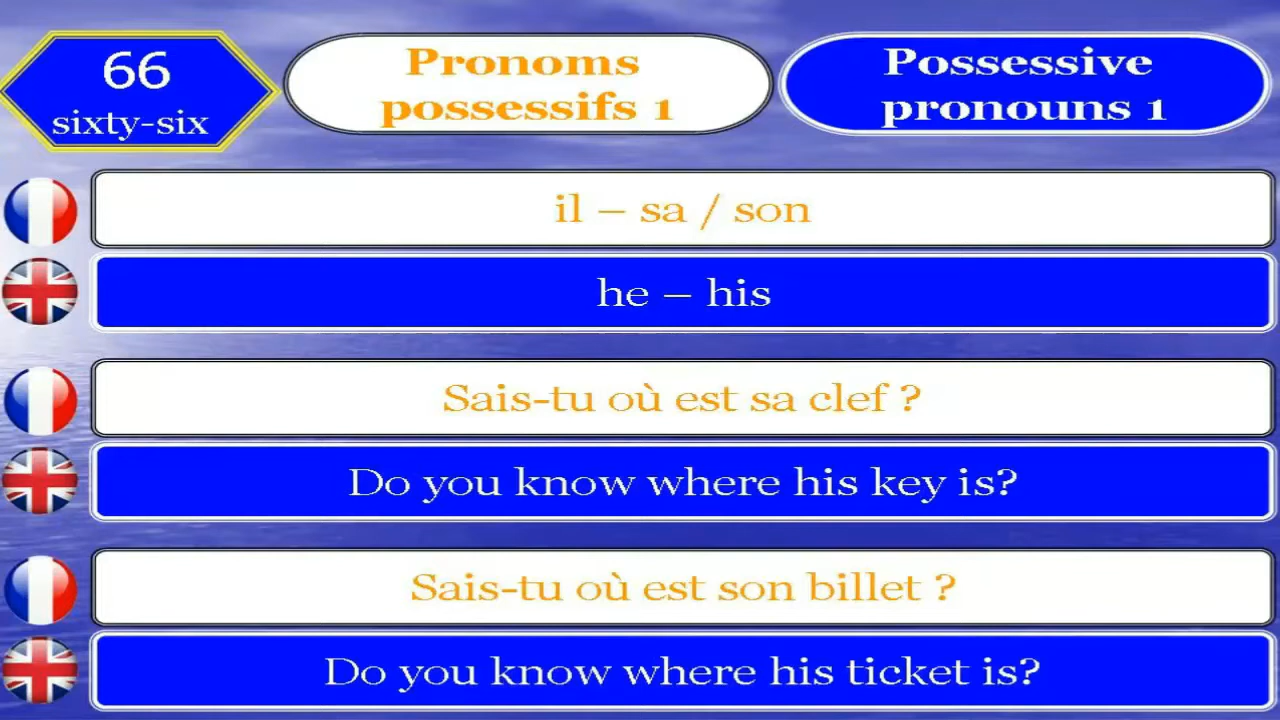 66
sixty-six
Pronoms
possessifs 1
Possessive
pronouns 1
il – sa / son
he – his
Sais-tu où est sa clef ?
Do you know where his key is?
Sais-tu où est son billet ?
Do you know where his ticket is?